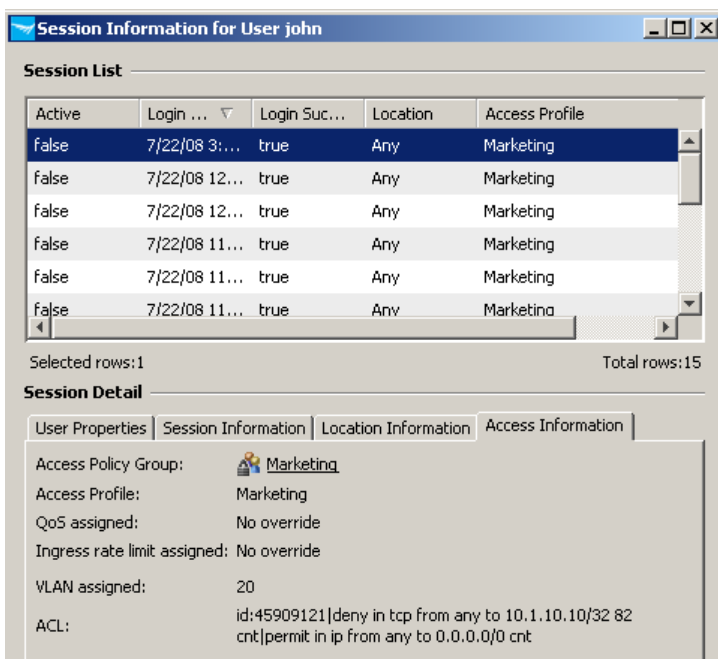 Session Information for User john
Session List
Active Login ... Login Suc... Location Access Profile
false 7/22/08 3:... true Any Marketing
false 7/22/08 12... true Any Marketing
false 7/22/08 12... true Any Marketing
false 7/22/08 11... true Any Marketing
false 7/22/08 11... true Any Marketing
false 7/22/08 11... true Any Marketing
Selected rows:1 Total rows:15
Session Detail
User Properties Session Information Location Information Access Information
Access Policy Group: Marketing
Access Profile: Marketing
QoS assigned: No override
Ingress rate limit assigned: No override
VLAN assigned: 20
ACL: id:45909121|deny in tcp from any to 10.1.10.10/32 82
cnt|permit in ip from any to 0.0.0.0/0 cnt